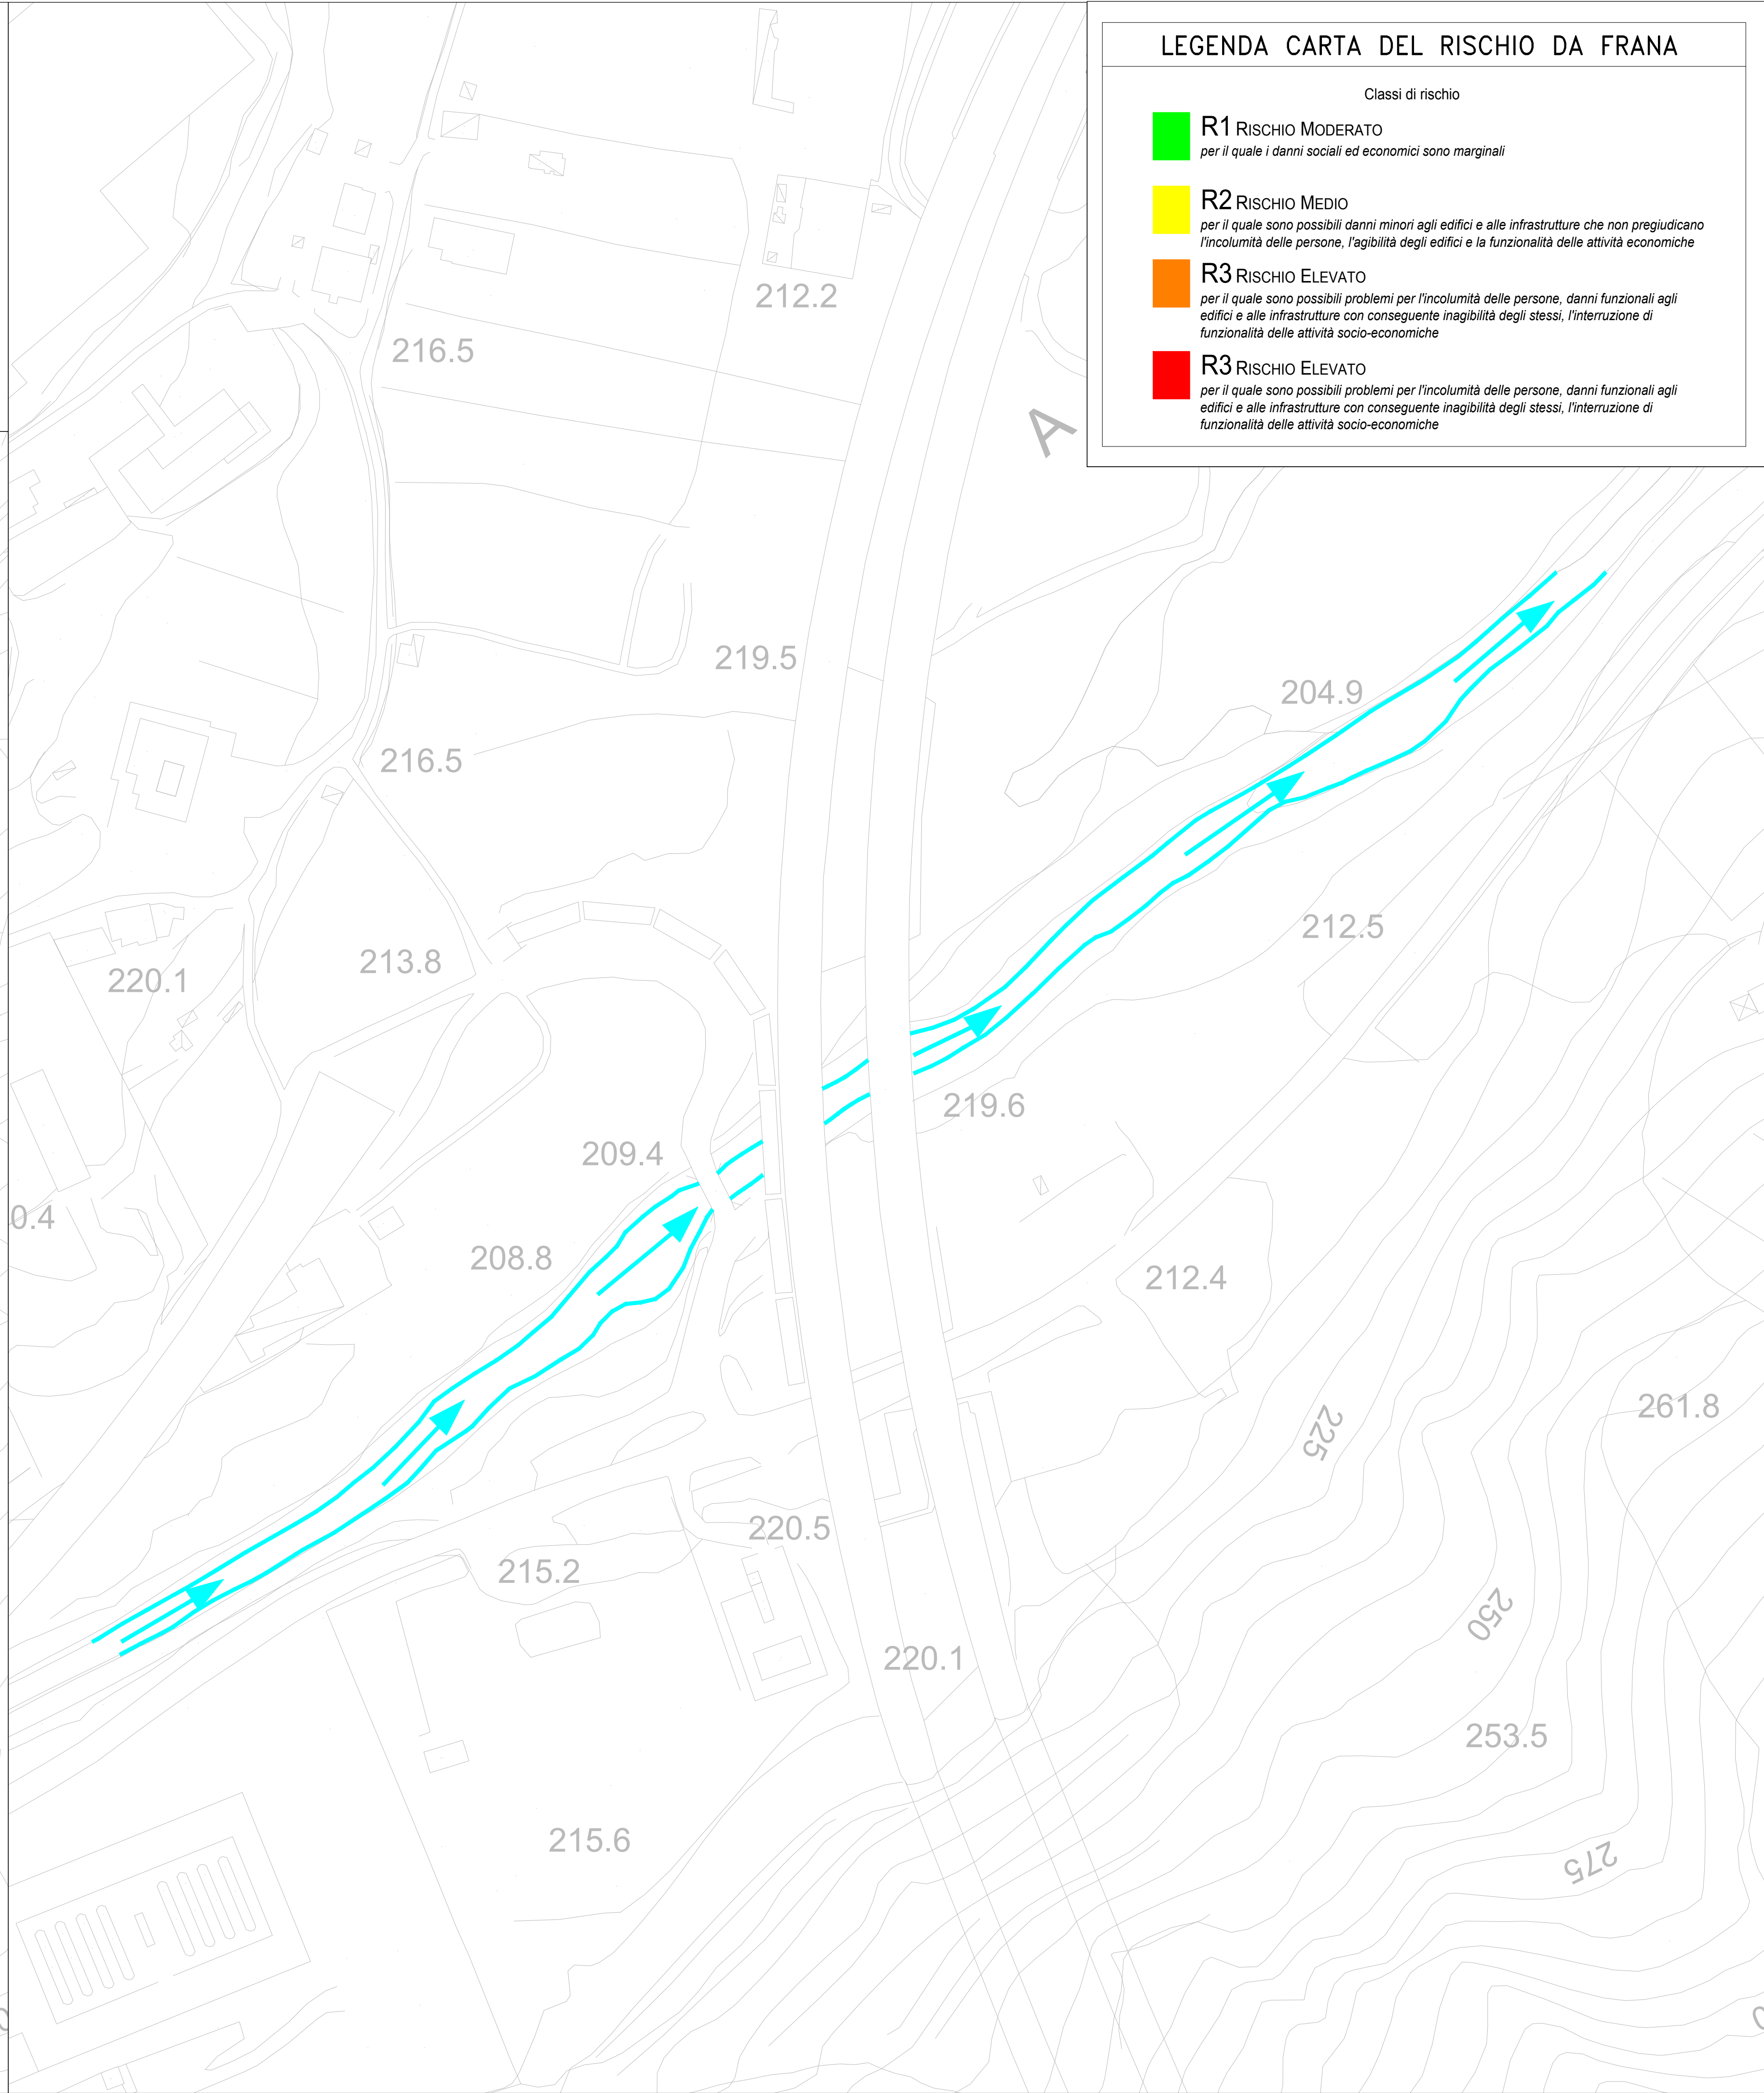 LEGENDA CARTA DEL RISCHIO DA FRANA
Classi di rischio
R1 RISCHIO MODERATO
per il quale i danni sociali ed economici sono marginali
R2 RISCHIO MEDIO
per il quale sono possibili danni minori agli edifici e alle infrastrutture che non pregiudicano
l'incolumità delle persone, l'agibilità degli edifici e la funzionalità delle attività economiche
R3 RISCHIO ELEVATO
per il quale sono possibili problemi per l'incolumità delle persone, danni funzionali agli
edifici e alle infrastrutture con conseguente inagibilità degli stessi, l'interruzione di
funzionalità delle attività socio-economiche
R3 RISCHIO ELEVATO
per il quale sono possibili problemi per l'incolumità delle persone, danni funzionali agli
edifici e alle infrastrutture con conseguente inagibilità degli stessi, l'interruzione di
funzionalità delle attività socio-economiche
212.2
216.5
A
219.5
204.9
216.5
212.5
213.8
220.1
219.6
209.4
0.4
208.8
212.4
261.8
225
220.5
215.2
250
220.1
253.5
215.6
275